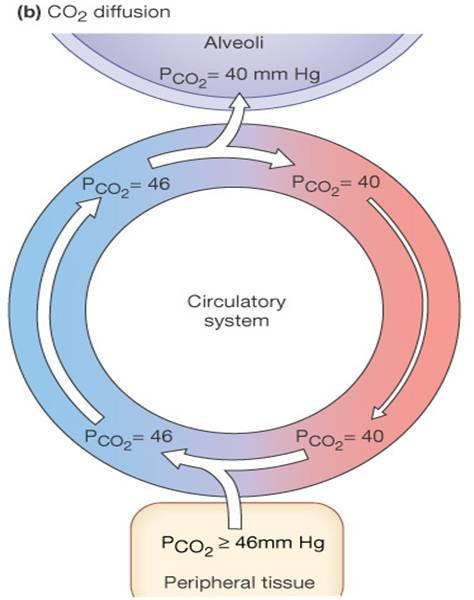 (b) CO₂ diffusion
Alveoli
PCO₂= 40 mm Hg
PCO₂= 46
PCO₂= 40
Circulatory
system
PCO₂= 46
PCO₂= 40
PCO₂ ≥ 46mm Hg
Peripheral tissue